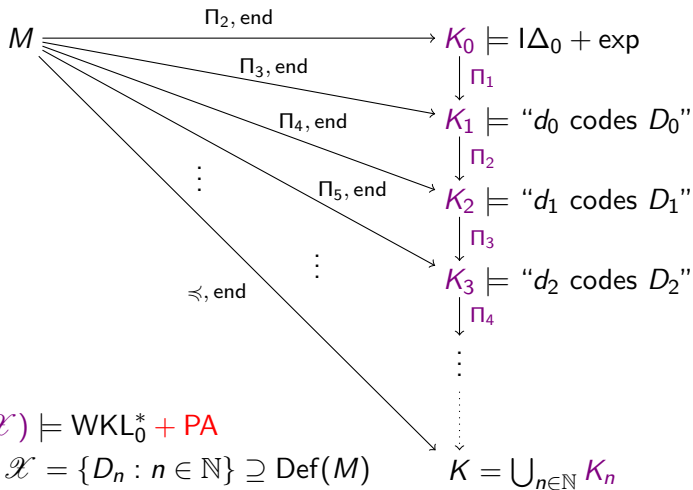 Π₂, end
M K₀ ⊨ IΔ₀ + exp
Π₃, end Π₁
K₁ ⊨ “d₀ codes D₀”
Π₄, end Π₂
⋮ Π₅, end K₂ ⊨ “d₁ codes D₁”
Π₃
⋮ K₃ ⊨ “d₂ codes D₂”
≼, end Π₄
⋮
𝒳) ⊨ WKL₀* + PA
𝒳 = {Dₙ : n ∈ ℕ} ⊇ Def(M) K = ⋃ₙ∈ℕ Kₙ